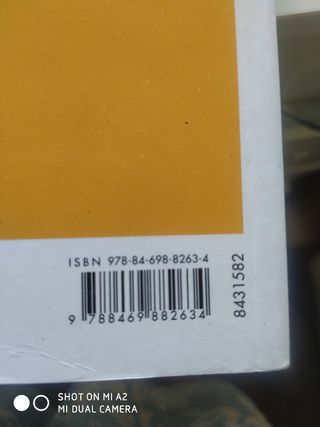 ISBN 978-84-698-8263-4
9 788469 882634
8431582
SHOT ON MI A2
MI DUAL CAMERA